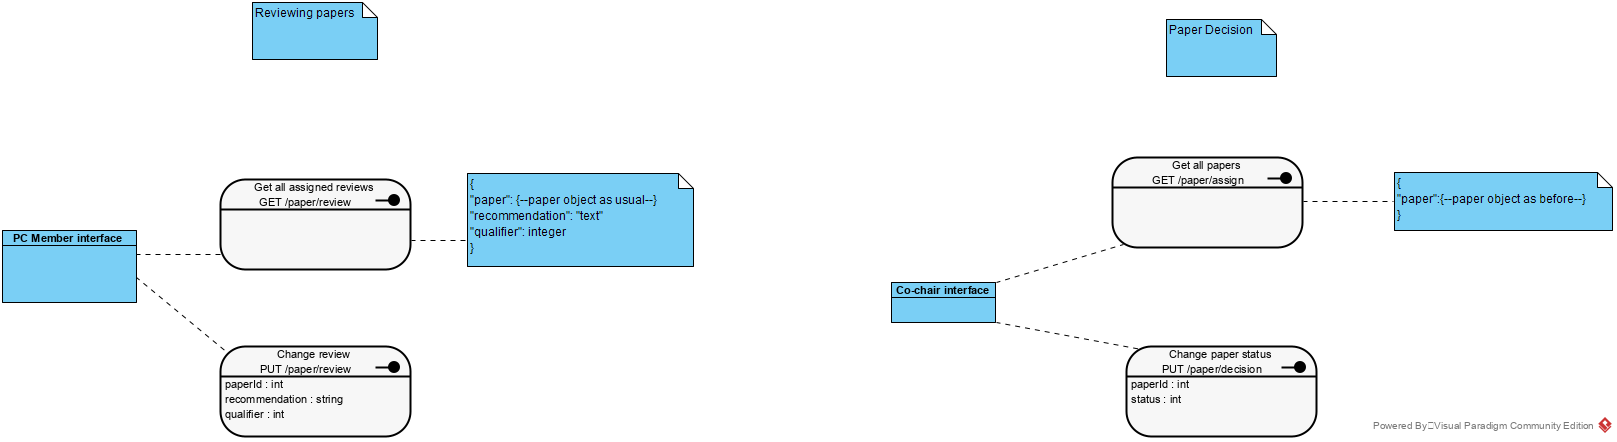 Reviewing papers
Get all assigned reviews
GET /paper/review
{
"paper": {--paper object as usual--}
"recommendation": "text"
"qualifier": integer
}
PC Member interface
Change review
PUT /paper/review
paperId : int
recommendation : string
qualifier : int
Paper Decision
Get all papers
GET /paper/assign
{
"paper":{--paper object as before--}
}
Co-chair interface
Change paper status
PUT /paper/decision
paperId : int
status : int
Powered By Visual Paradigm Community Edition